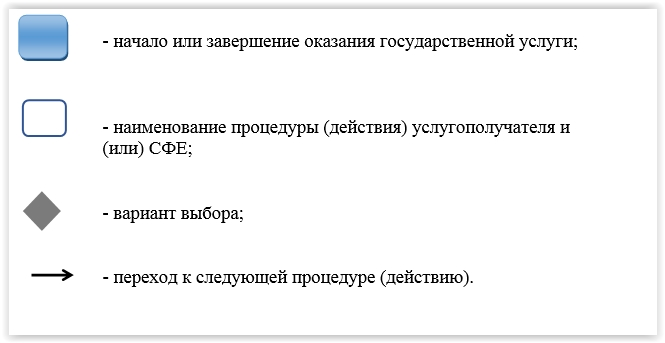 - начало или завершение оказания государственной услуги;
- наименование процедуры (действия) услугополучателя и
(или) СФЕ;
- вариант выбора;
- переход к следующей процедуре (действию).